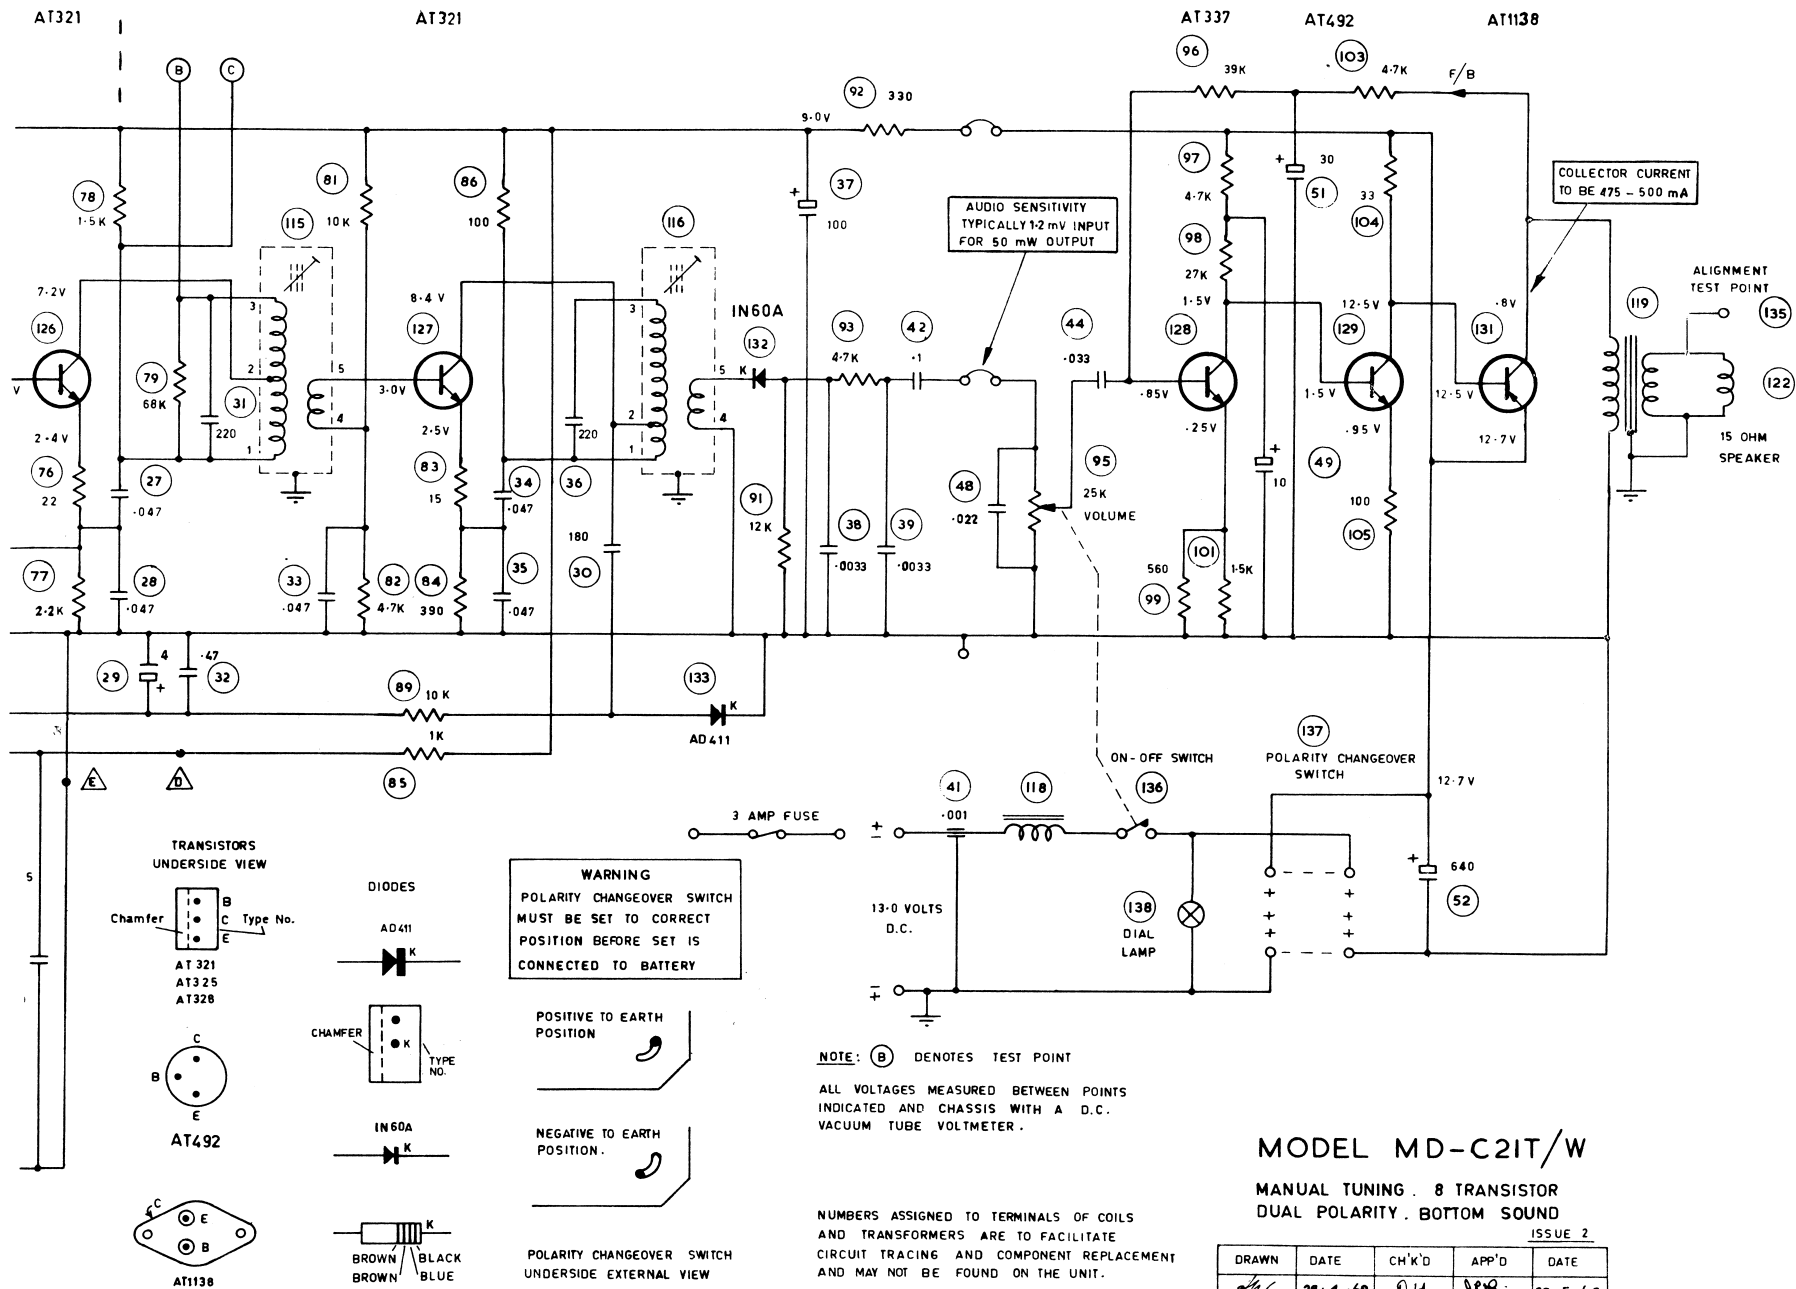 AT321
AT321
AT337
AT492
AT1138
B
C
92
330
9.0V
96
39K
103
4.7K
F/B
78
1.5K
81
10K
86
100
115
116
37
+
100
AUDIO SENSITIVITY
TYPICALLY 1.2 mV INPUT
FOR 50 mW OUTPUT
97
4.7K
98
27K
1.5V
+
30
51
33
104
COLLECTOR CURRENT
TO BE 475 - 500 mA
7.2V
126
V
2.4V
76
22
77
2.2K
79
68K
31
220
3
2
1
5
4
27
.047
28
.047
8.4 V
127
3.0V
2.5V
83
15
84
390
33
.047
82
4.7K
34
.047
35
.047
36
220
3
2
1
5
4
180
30
IN60A
132
K
93
4.7K
42
.1
91
12K
38
.0033
39
.0033
48
.022
95
25K
VOLUME
44
.033
128
.85V
.25V
+
10
49
560
99
101
1.5K
12.5V
129
1.5V
.95V
100
105
.8V
131
12.5V
12.7V
119
ALIGNMENT
TEST POINT
135
122
15 OHM
SPEAKER
29
4
+
.47
32
89
10 K
133
K
AD411
1K
85
E
D
5
3 AMP FUSE
+
−
41
.001
118
ON-OFF SWITCH
136
137
POLARITY CHANGEOVER
SWITCH
12.7 V
+
640
52
13.0 VOLTS
D.C.
138
DIAL
LAMP
+ +
+ +
+ +
−
+
TRANSISTORS
UNDERSIDE VIEW
Chamfer
B
C
E
Type No.
AT 321
AT325
AT328
C
B
E
AT492
C
E
B
AT1138
DIODES
AD411
K
CHAMFER
K
TYPE
NO.
IN60A
K
K
BROWN BLACK
BROWN BLUE
WARNING
POLARITY CHANGEOVER SWITCH
MUST BE SET TO CORRECT
POSITION BEFORE SET IS
CONNECTED TO BATTERY
POSITIVE TO EARTH
POSITION
NEGATIVE TO EARTH
POSITION.
POLARITY CHANGEOVER SWITCH
UNDERSIDE EXTERNAL VIEW
NOTE: B DENOTES TEST POINT
ALL VOLTAGES MEASURED BETWEEN POINTS
INDICATED AND CHASSIS WITH A D.C.
VACUUM TUBE VOLTMETER.
NUMBERS ASSIGNED TO TERMINALS OF COILS
AND TRANSFORMERS ARE TO FACILITATE
CIRCUIT TRACING AND COMPONENT REPLACEMENT
AND MAY NOT BE FOUND ON THE UNIT.
MODEL MD-C21T/W
MANUAL TUNING. 8 TRANSISTOR
DUAL POLARITY. BOTTOM SOUND
ISSUE 2
DRAWN DATE CH'K'D APP'D DATE